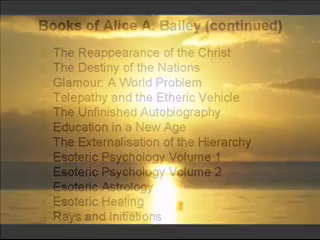 Books of Alice A. Bailey (continued)
The Reappearance of the Christ
The Destiny of the Nations
Glamour: A World Problem
Telepathy and the Etheric Vehicle
The Unfinished Autobiography
Education in a New Age
The Externalisation of the Hierarchy
Esoteric Psychology Volume 1
Esoteric Psychology Volume 2
Esoteric Astrology
Esoteric Healing
Rays and Initiations